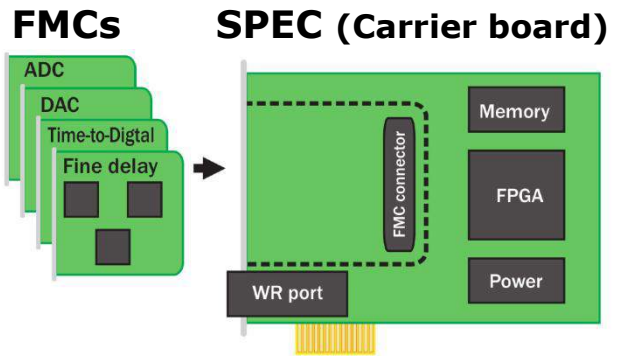 FMCs
SPEC (Carrier board)
ADC
DAC
Time-to-Digtal
Fine delay
FMC connector
Memory
FPGA
Power
WR port